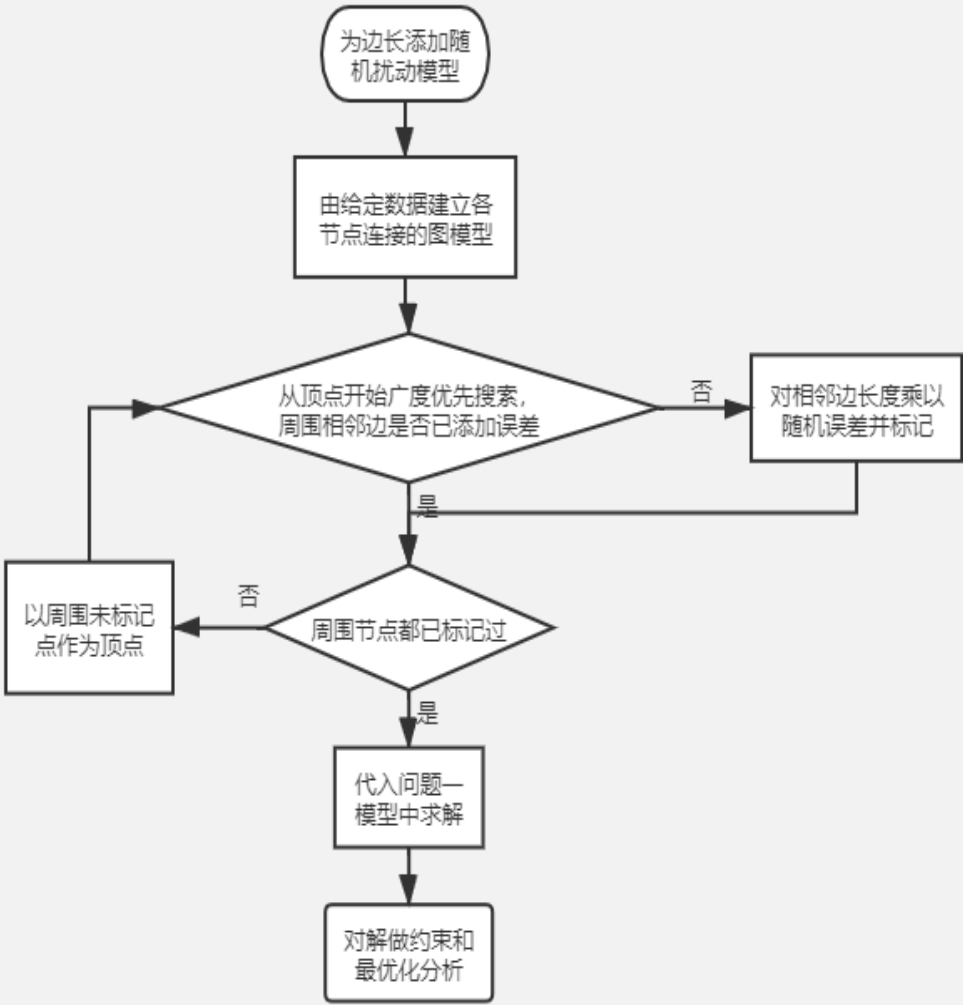 为边长添加随
机扰动模型
由给定数据建立各
节点连接的图模型
从顶点开始广度优先搜索，
周围相邻边是否已添加误差
否
对相邻边长度乘以
随机误差并标记
是
否
周围节点都已标记过
以周围未标记
点作为顶点
是
代入问题一
模型中求解
对解做约束和
最优化分析